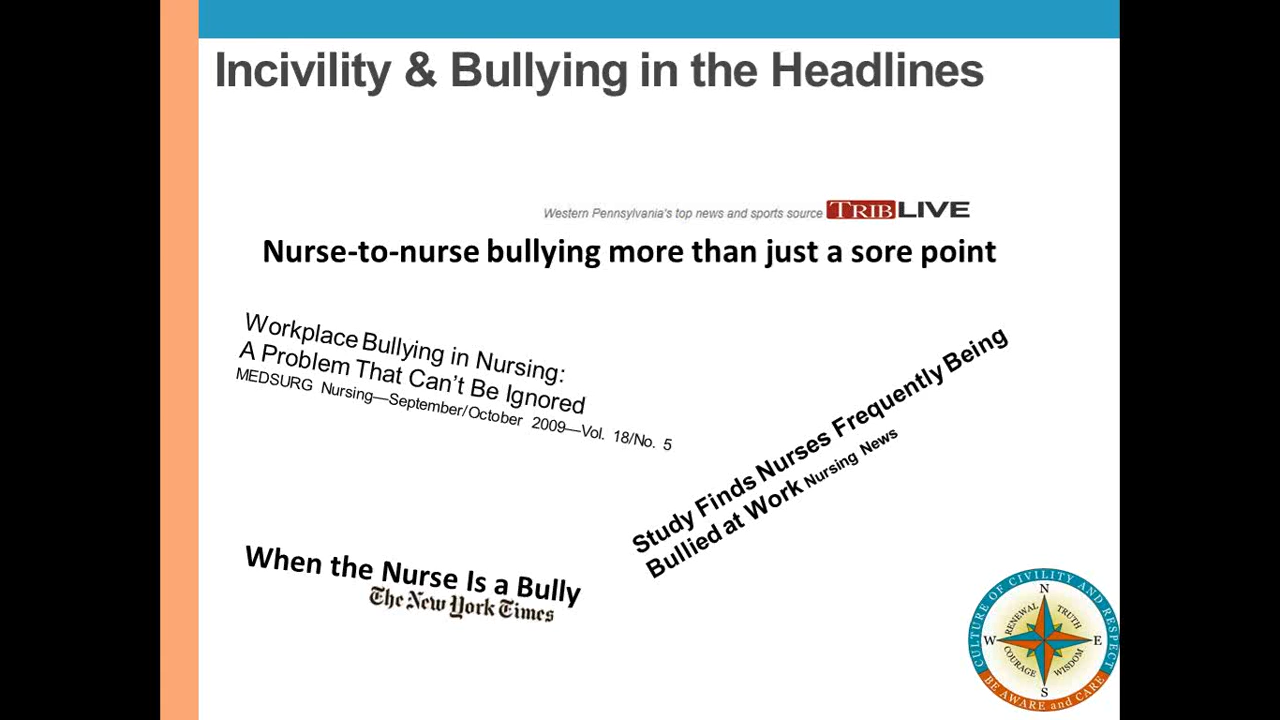 Incivility & Bullying in the Headlines
Western Pennsylvania's top news and sports source TRIB LIVE
Nurse-to-nurse bullying more than just a sore point
Workplace Bullying in Nursing:
A Problem That Can't Be Ignored
MEDSURG Nursing—September/October 2009—Vol. 18/No. 5
Study Finds Nurses Frequently Being
Bullied at Work Nursing News
When the Nurse Is a Bully
The New York Times
CULTURE OF CIVILITY AND RESPECT
N
RENEWAL TRUTH
W E
COURAGE WISDOM
S
BE AWARE and CARE